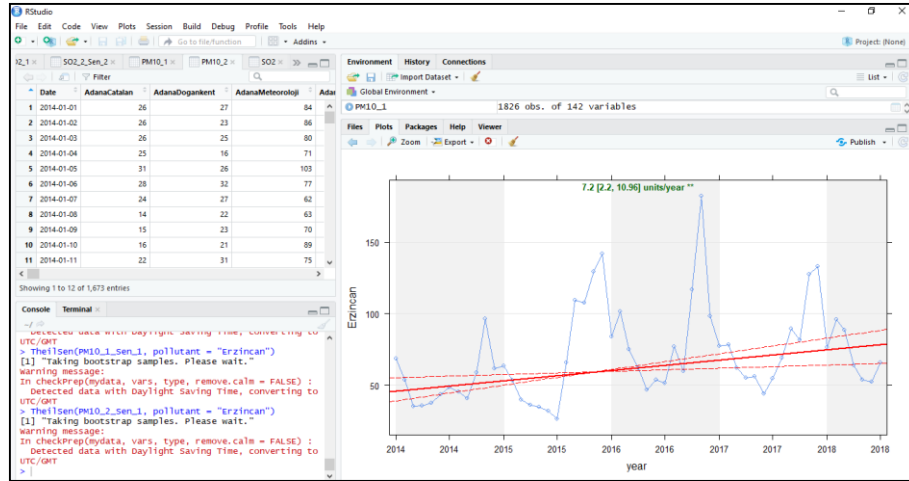 RStudio
File Edit Code View Plots Session Build Debug Profile Tools Help
Go to file/function Addins
Project: (None)
SO2_2_Sen_2 PM10_1 PM10_2 SO2
Filter
Date AdanaCatalan AdanaDogankent AdanaMeteoroloji
1 2014-01-01 26 27 84
2 2014-01-02 26 23 86
3 2014-01-03 26 25 80
4 2014-01-04 25 16 71
5 2014-01-05 31 26 103
6 2014-01-06 28 32 77
7 2014-01-07 24 27 62
8 2014-01-08 14 22 63
9 2014-01-09 15 23 70
10 2014-01-10 16 21 89
11 2014-01-11 22 31 75
Showing 1 to 12 of 1,673 entries
Console Terminal
~/
Detected data with Daylight Saving Time, converting to
UTC/GMT
> TheilSen(PM10_1_Sen_1, pollutant = "Erzincan")
[1] "Taking bootstrap samples. Please wait."
Warning message:
In checkPrep(mydata, vars, type, remove.calm = FALSE) :
Detected data with Daylight Saving Time, converting to
UTC/GMT
> TheilSen(PM10_2_Sen_1, pollutant = "Erzincan")
[1] "Taking bootstrap samples. Please wait."
Warning message:
In checkPrep(mydata, vars, type, remove.calm = FALSE) :
Detected data with Daylight Saving Time, converting to
UTC/GMT
>
Environment History Connections
Import Dataset
List
Global Environment
PM10_1 1826 obs. of 142 variables
Files Plots Packages Help Viewer
Zoom Export Publish
7.2 [2.2, 10.96] units/year **
150
100
50
Erzincan
2014 2014 2015 2015 2016 2016 2017 2017 2018 2018
year